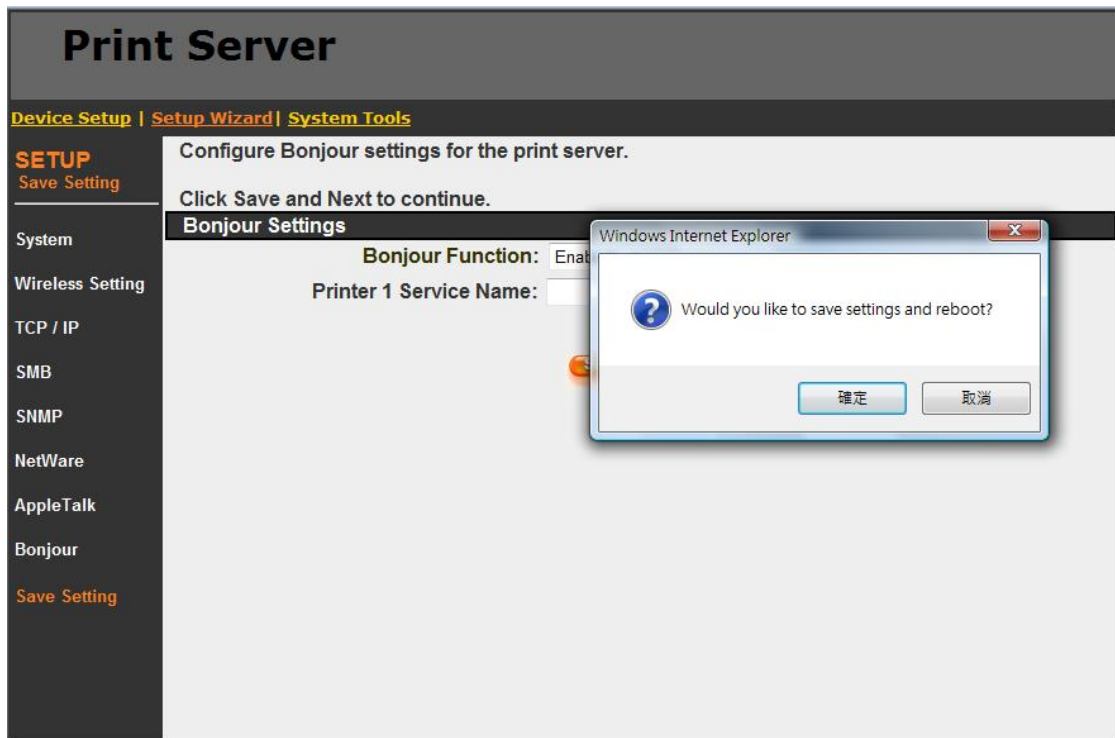 Print Server
Device Setup | Setup Wizard| System Tools
SETUP
Save Setting
System
Wireless Setting
TCP / IP
SMB
SNMP
NetWare
AppleTalk
Bonjour
Save Setting
Configure Bonjour settings for the print server.
Click Save and Next to continue.
Bonjour Settings
Bonjour Function:
Printer 1 Service Name:
Windows Internet Explorer
Would you like to save settings and reboot?
確定
取消